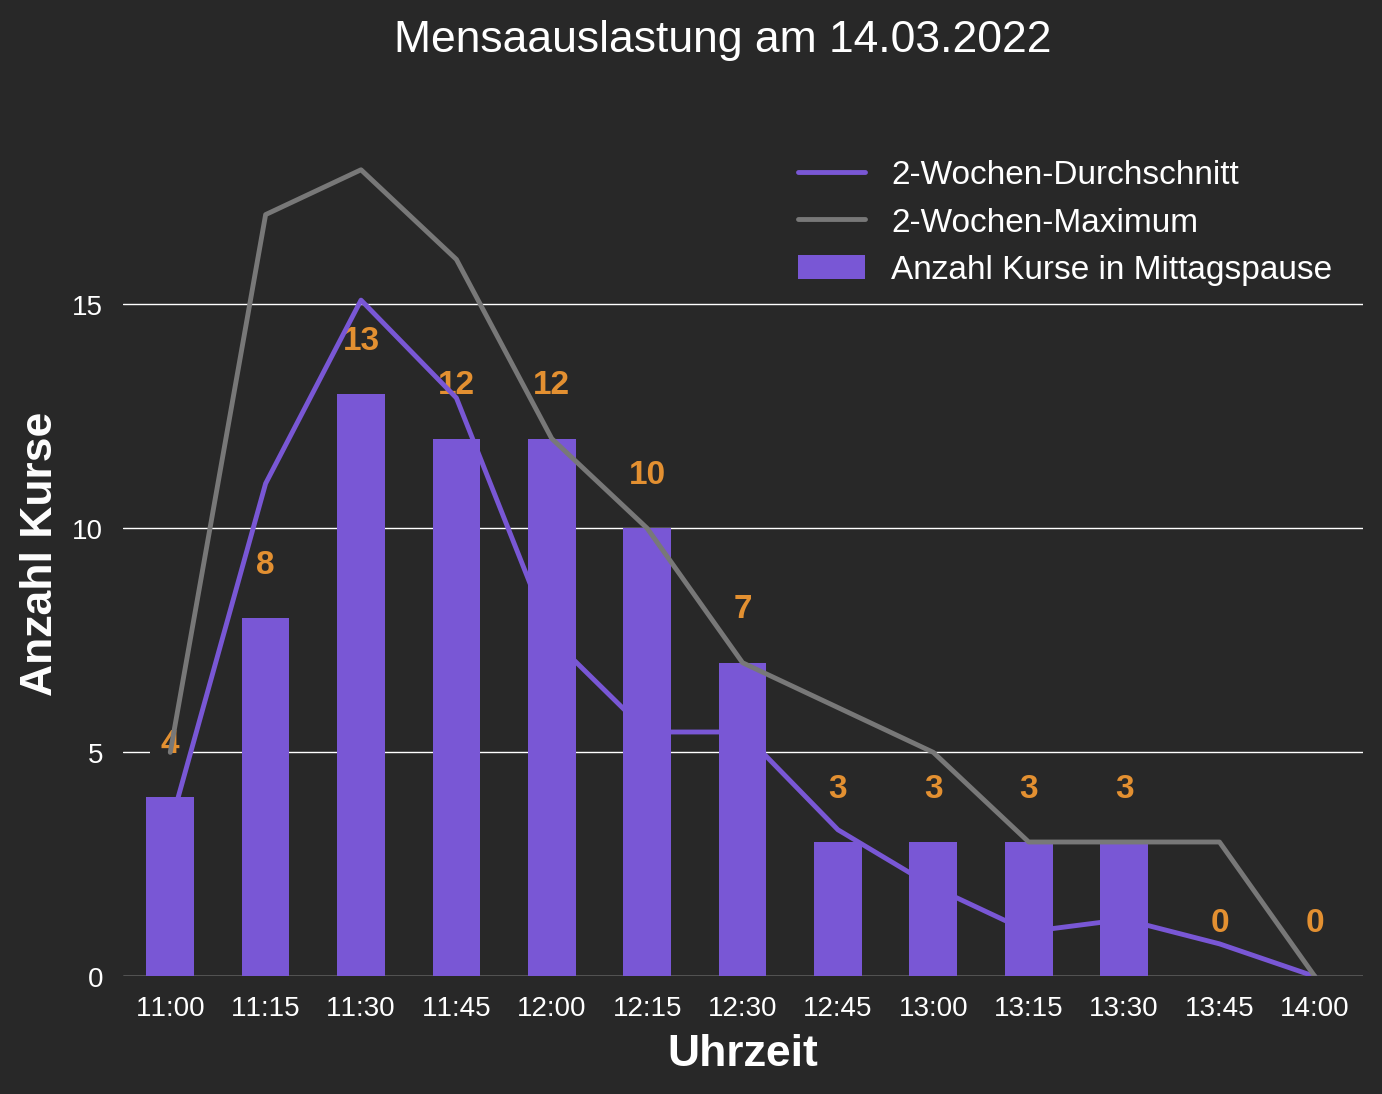 Mensaauslastung am 14.03.2022
2-Wochen-Durchschnitt
2-Wochen-Maximum
Anzahl Kurse in Mittagspause
Anzahl Kurse
15
10
5
0
4
8
13
12
12
10
7
3
3
3
3
0
0
11:00 11:15 11:30 11:45 12:00 12:15 12:30 12:45 13:00 13:15 13:30 13:45 14:00
Uhrzeit